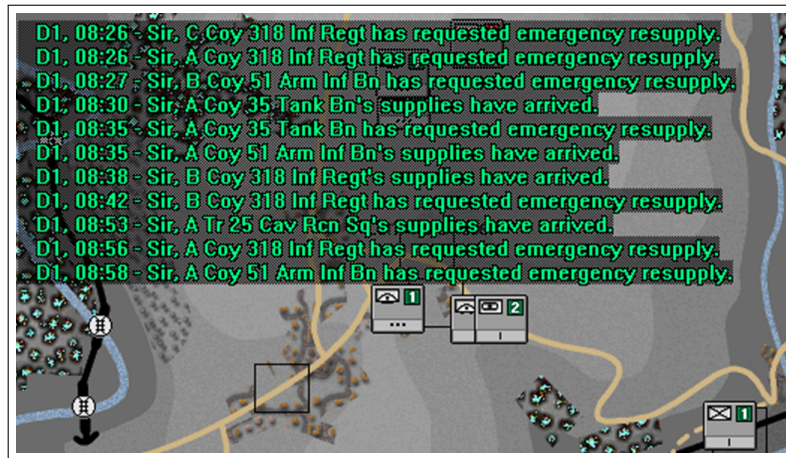 D1, 08:26 - Sir, C Coy 318 Inf Regt has requested emergency resupply.
D1, 08:26 - Sir, A Coy 318 Inf Regt has requested emergency resupply.
D1, 08:27 - Sir, B Coy 51 Arm Inf Bn has requested emergency resupply.
D1, 08:30 - Sir, A Coy 35 Tank Bn's supplies have arrived.
D1, 08:35 - Sir, A Coy 35 Tank Bn has requested emergency resupply.
D1, 08:35 - Sir, A Coy 51 Arm Inf Bn's supplies have arrived.
D1, 08:38 - Sir, B Coy 318 Inf Regt's supplies have arrived.
D1, 08:42 - Sir, B Coy 318 Inf Regt has requested emergency resupply.
D1, 08:53 - Sir, A Tr 25 Cav Rcn Sq's supplies have arrived.
D1, 08:56 - Sir, A Coy 318 Inf Regt has requested emergency resupply.
D1, 08:58 - Sir, A Coy 51 Arm Inf Bn has requested emergency resupply.
1
2
1